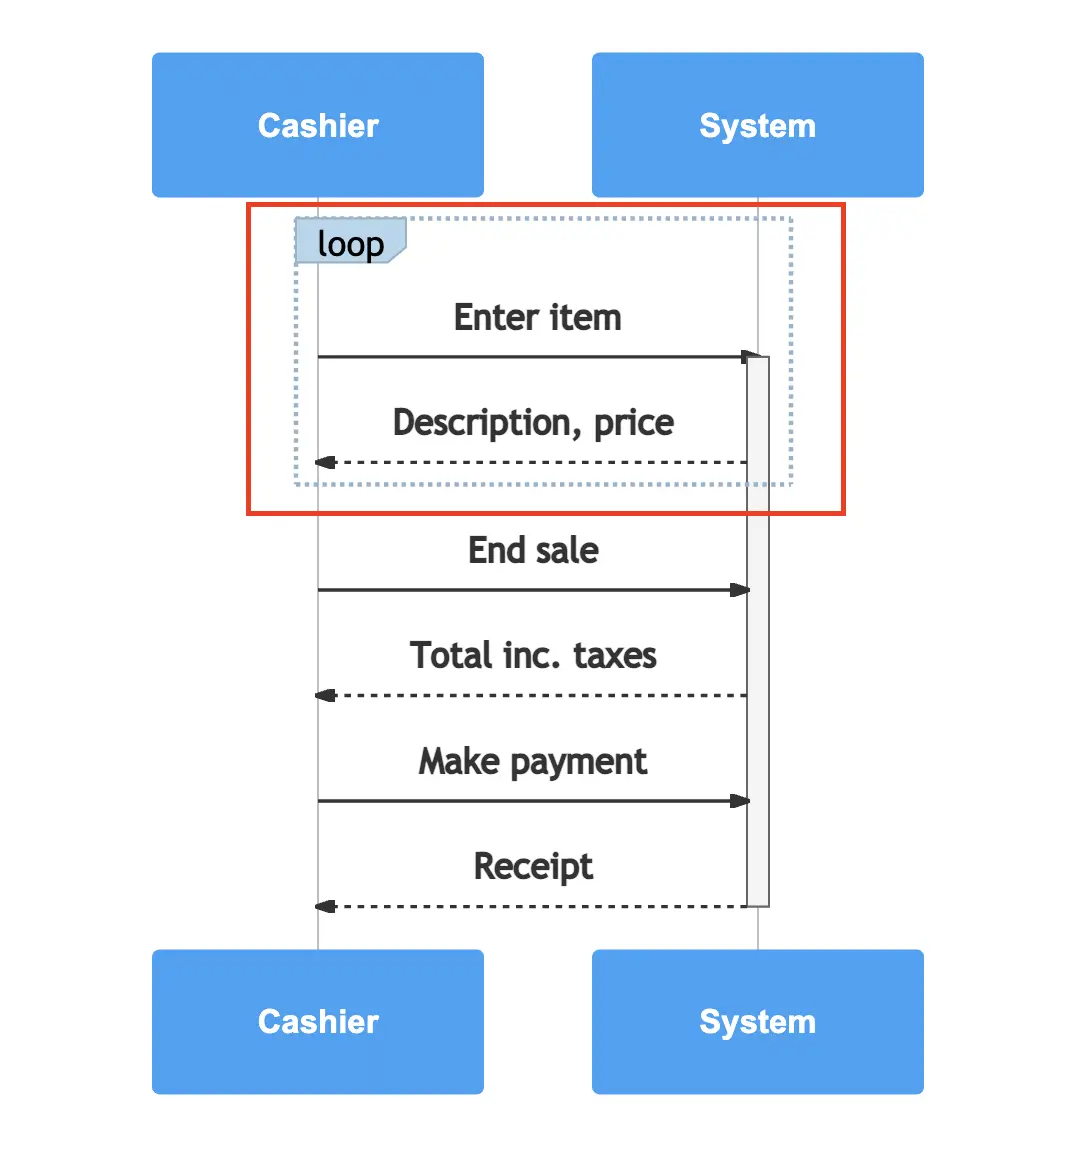 Cashier
System
loop
Enter item
Description, price
End sale
Total inc. taxes
Make payment
Receipt
Cashier
System